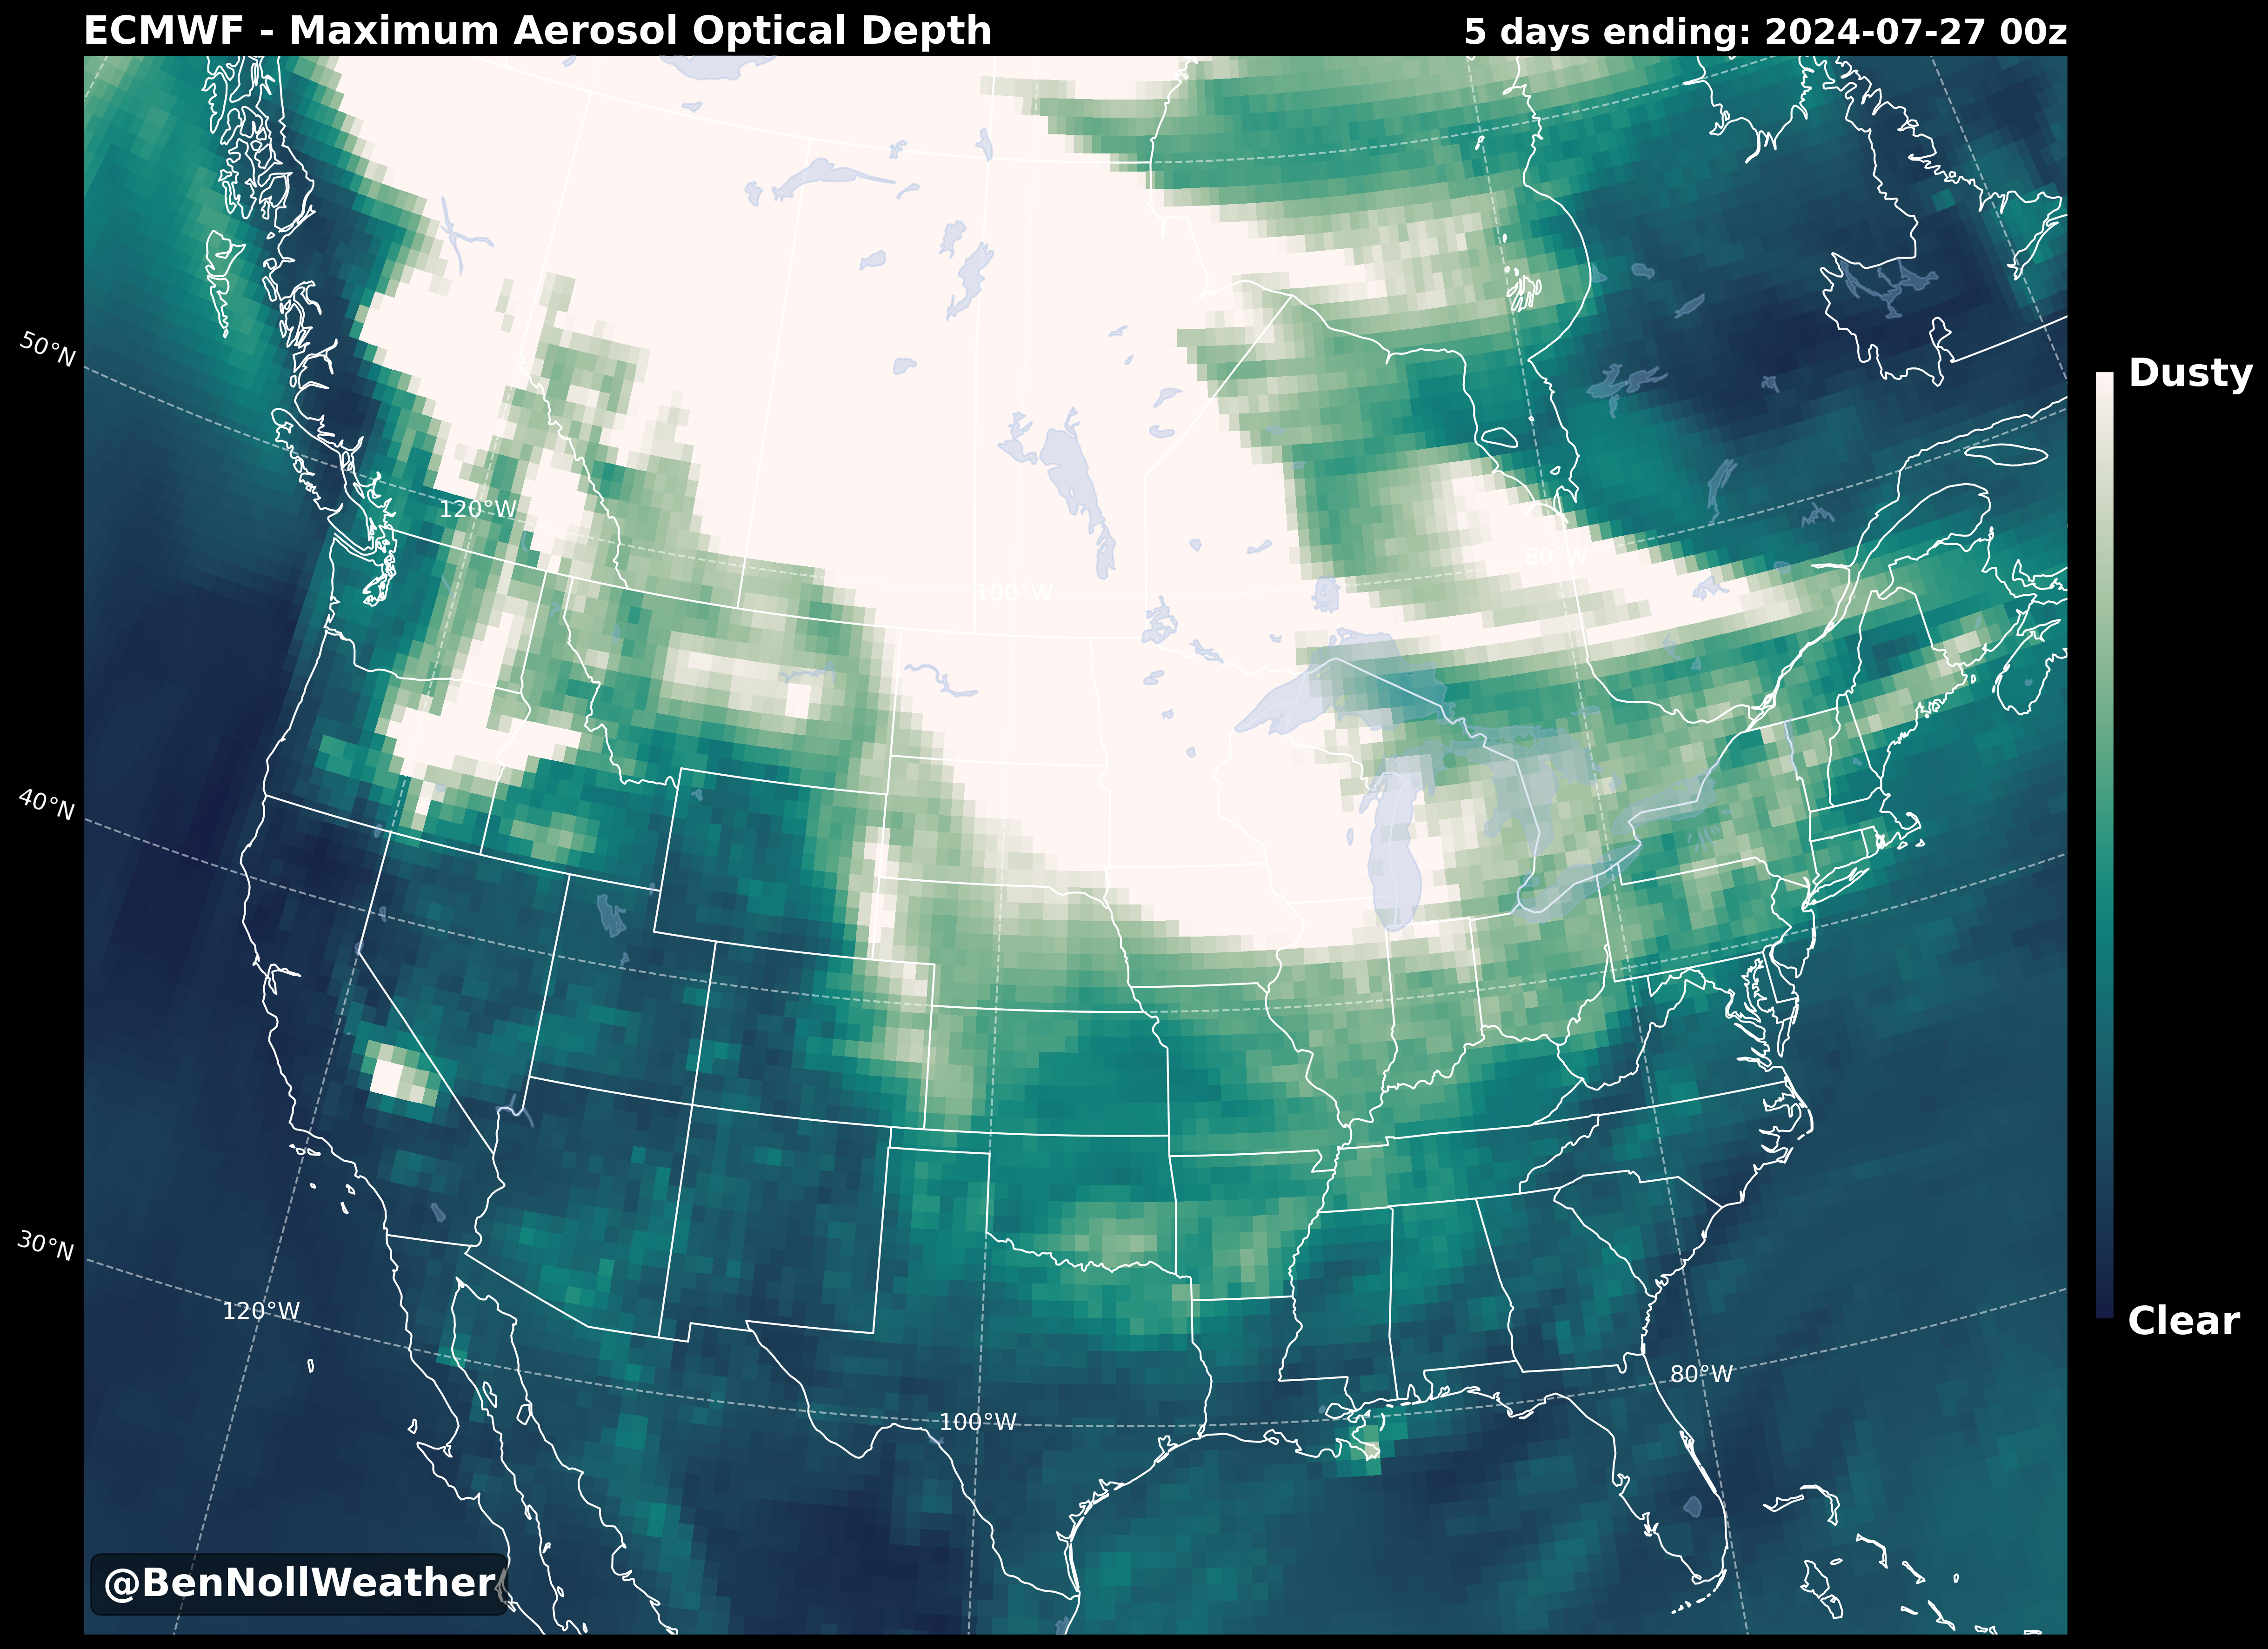 ECMWF - Maximum Aerosol Optical Depth
5 days ending: 2024-07-27 00z
50°N
Dusty
120°W
80°W
100°W
40°N
30°N
120°W
Clear
80°W
100°W
@BenNollWeather